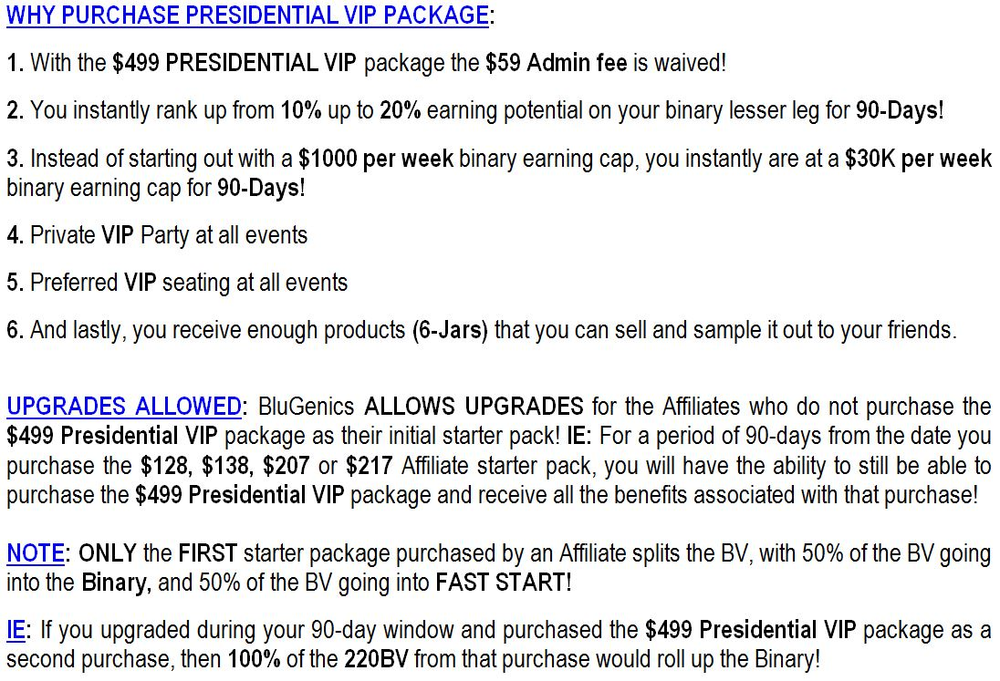 WHY PURCHASE PRESIDENTIAL VIP PACKAGE:
1. With the $499 PRESIDENTIAL VIP package the $59 Admin fee is waived!
2. You instantly rank up from 10% up to 20% earning potential on your binary lesser leg for 90-Days!
3. Instead of starting out with a $1000 per week binary earning cap, you instantly are at a $30K per week
binary earning cap for 90-Days!
4. Private VIP Party at all events
5. Preferred VIP seating at all events
6. And lastly, you receive enough products (6-Jars) that you can sell and sample it out to your friends.
UPGRADES ALLOWED: BluGenics ALLOWS UPGRADES for the Affiliates who do not purchase the
$499 Presidential VIP package as their initial starter pack! IE: For a period of 90-days from the date you
purchase the $128, $138, $207 or $217 Affiliate starter pack, you will have the ability to still be able to
purchase the $499 Presidential VIP package and receive all the benefits associated with that purchase!
NOTE: ONLY the FIRST starter package purchased by an Affiliate splits the BV, with 50% of the BV going
into the Binary, and 50% of the BV going into FAST START!
IE: If you upgraded during your 90-day window and purchased the $499 Presidential VIP package as a
second purchase, then 100% of the 220BV from that purchase would roll up the Binary!